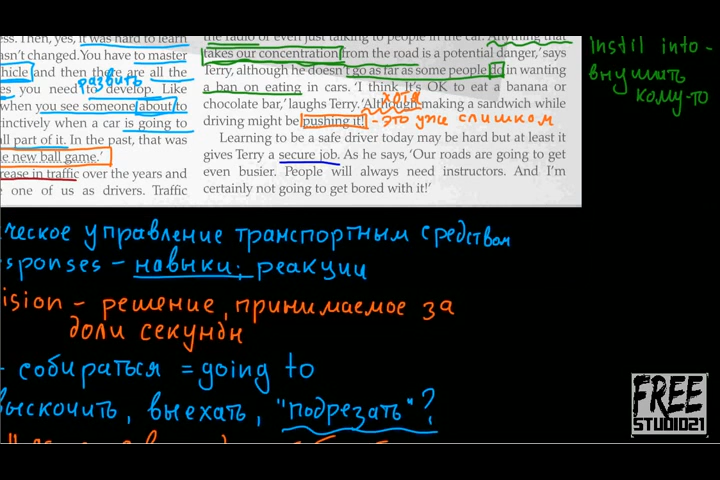 ess. Then, yes, it was hard to learn
asn't changed. You have to master
hicle and then there are all the
развить
es you need to develop. Like
when you see someone about to
tinctively when a car is going to
ll part of it. In the past, that was
le new ball game.'
rease in traffic over the years and
one of us as drivers. Traffic
the radio or even just talking to people in the car. Anything that
takes our concentration from the road is a potential danger,' says
Terry, although he doesn't go as far as some people do in wanting
a ban on eating in cars. 'I think It's OK to eat a banana or
хотя
chocolate bar,' laughs Terry. 'Although making a sandwich while
driving might be pushing it!' - это уже слишком
Learning to be a safe driver today may be hard but at least it
gives Terry a secure job. As he says, 'Our roads are going to get
even busier. People will always need instructors. And I'm
certainly not going to get bored with it!'
instil into -
внушить
кому-то
ческое управление транспортным средством
sponses - навыки; реакции
ision - решение, принимаемое за
доли секунды
- собираться = going to
выскочить, выехать, "подрезать"?
FREE
STUDIO21